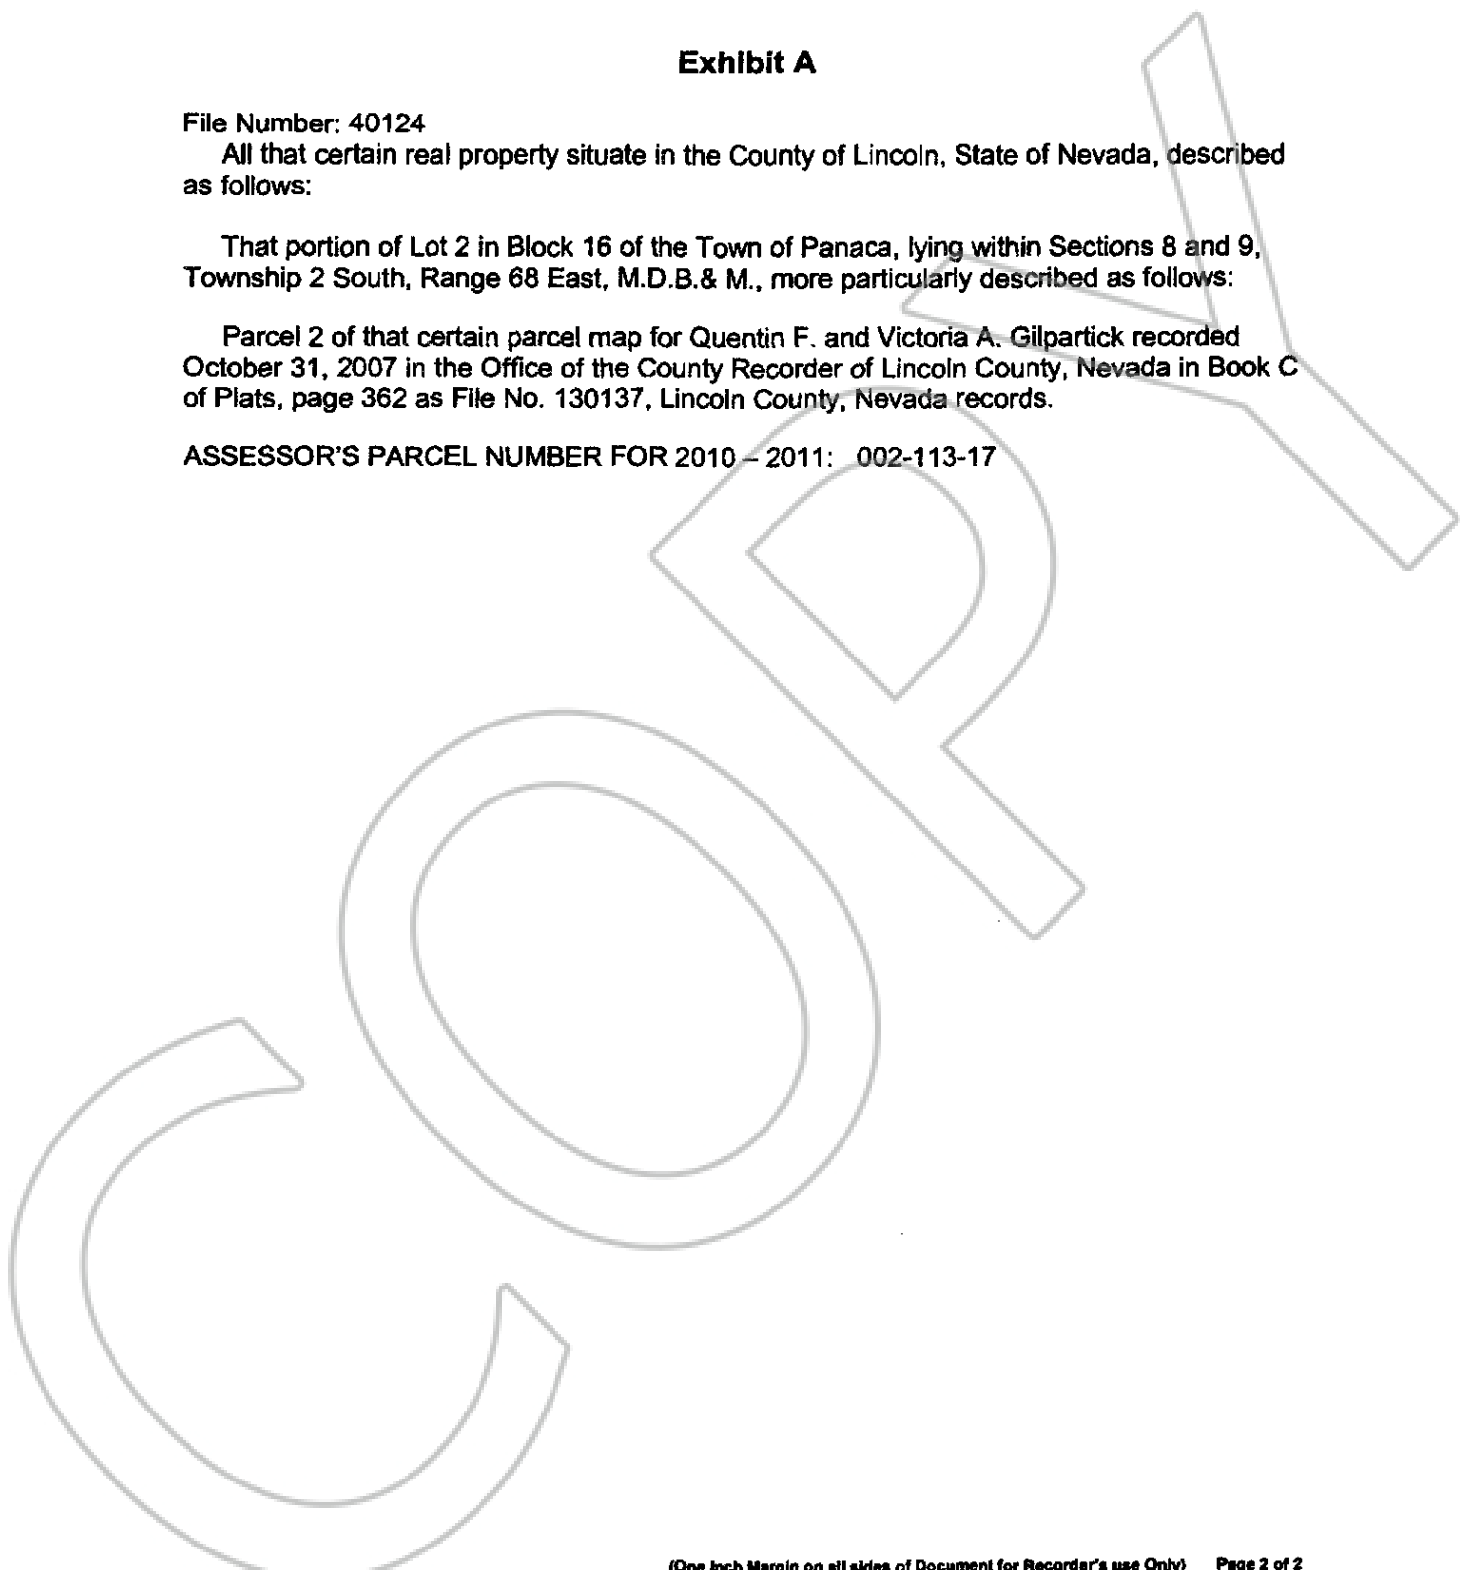 Exhibit A
File Number: 40124
All that certain real property situate in the County of Lincoln, State of Nevada, described
as follows:
That portion of Lot 2 in Block 16 of the Town of Panaca, lying within Sections 8 and 9,
Township 2 South, Range 68 East, M.D.B.& M., more particularly described as follows:
Parcel 2 of that certain parcel map for Quentin F. and Victoria A. Gilpartick recorded
October 31, 2007 in the Office of the County Recorder of Lincoln County, Nevada in Book C
of Plats, page 362 as File No. 130137, Lincoln County, Nevada records.
ASSESSOR'S PARCEL NUMBER FOR 2010 – 2011: 002-113-17
COPY
(One Inch Margin on all sides of Document for Recorder's use Only) Page 2 of 2